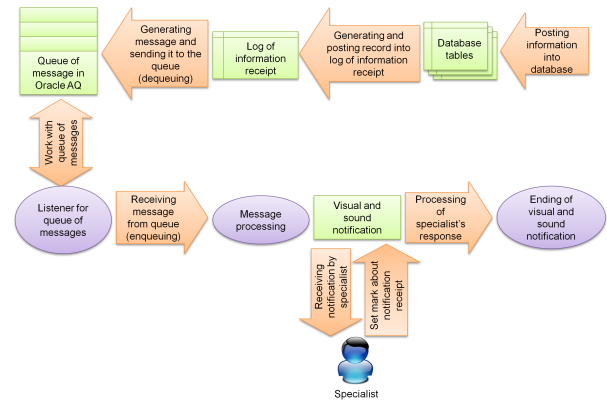 Queue of
message in
Oracle AQ
Generating
message and
sending it to the
queue
(dequeuing)
Log of
information
receipt
Generating and
posting record into
log of information
receipt
Database
tables
Posting
information
into
database
Work with
queue of
messages
Listener for
queue of
messages
Receiving
message
from queue
(enqueuing)
Message
processing
Visual and
sound
notification
Processing
of
specialist's
response
Ending of
visual and
sound
notification
Receiving
notification by
specialist
Set mark about
notification
receipt
Specialist